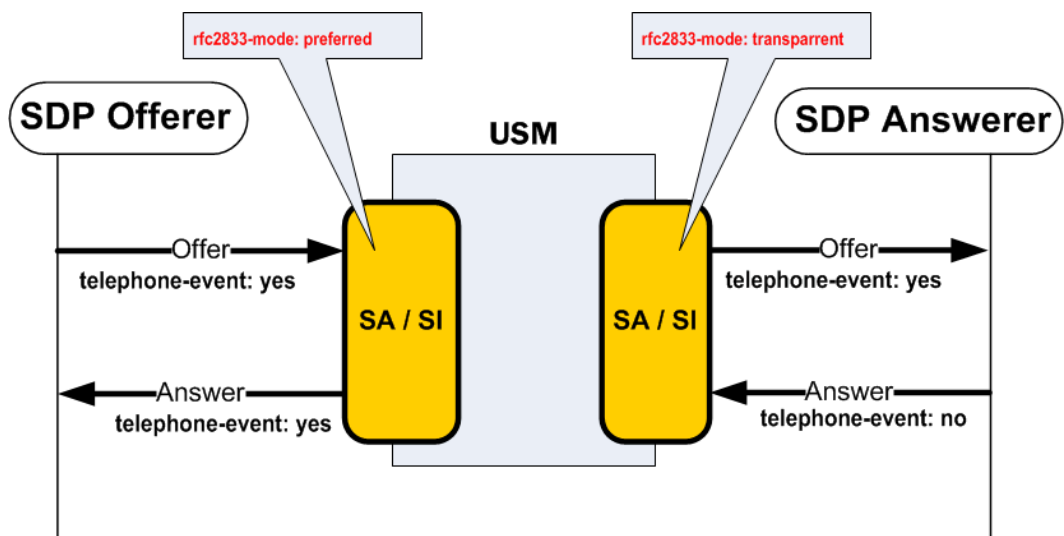 rfc2833-mode: preferred
rfc2833-mode: transparrent
SDP Offerer
SDP Answerer
USM
Offer
telephone-event: yes
Offer
telephone-event: yes
SA / SI
SA / SI
Answer
telephone-event: yes
Answer
telephone-event: no